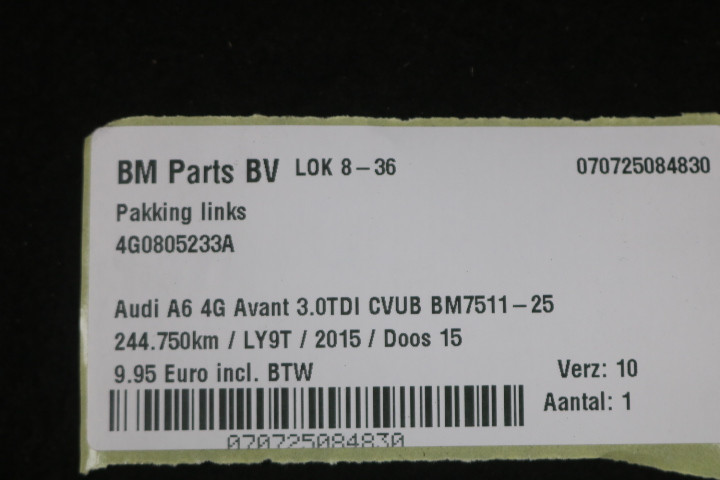 BM Parts BV LOK 8-36 070725084830
Pakking links
4G0805233A
Audi A6 4G Avant 3.0TDI CVUB BM7511-25
244.750km / LY9T / 2015 / Doos 15
9.95 Euro incl. BTW Verz: 10
Aantal: 1
070725084830